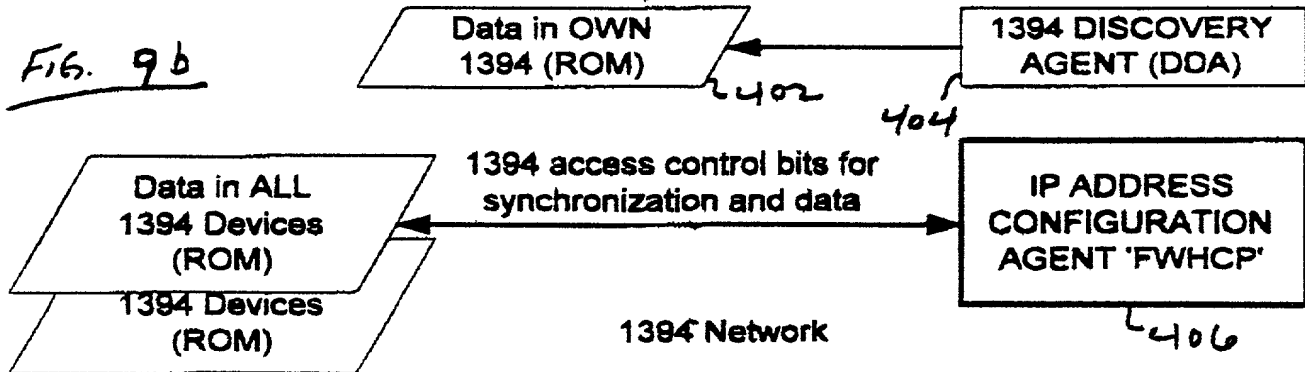 FIG. 9b
Data in OWN
1394 (ROM)
402
1394 DISCOVERY
AGENT (DDA)
404
Data in ALL
1394 Devices
(ROM)
1394 Devices
(ROM)
1394 access control bits for
synchronization and data
IP ADDRESS
CONFIGURATION
AGENT 'FWHCP'
406
1394 Network